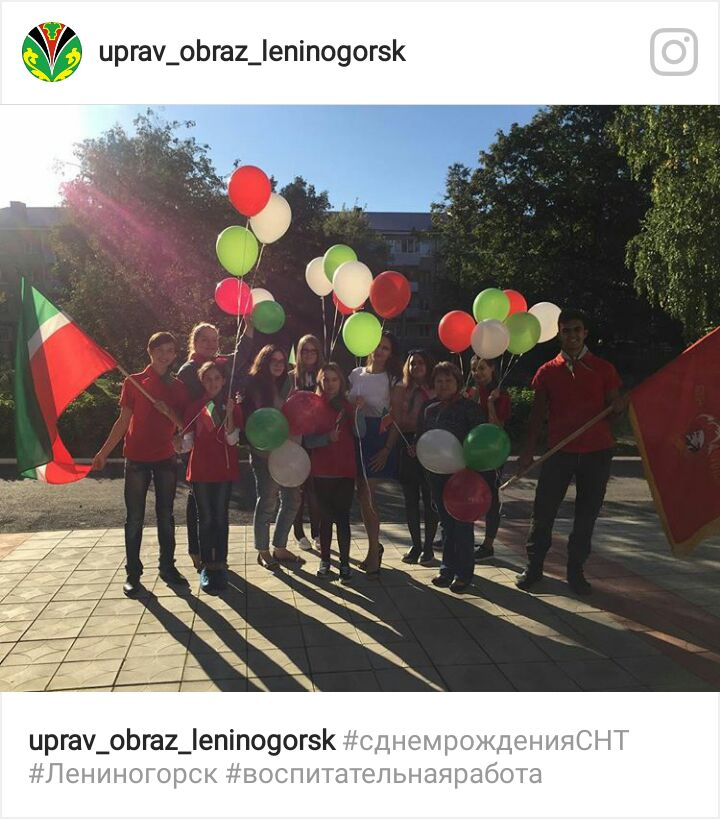 uprav_obraz_leninogorsk
uprav_obraz_leninogorsk #сднемрожденияСНТ
#Лениногорск #воспитательнаяработа